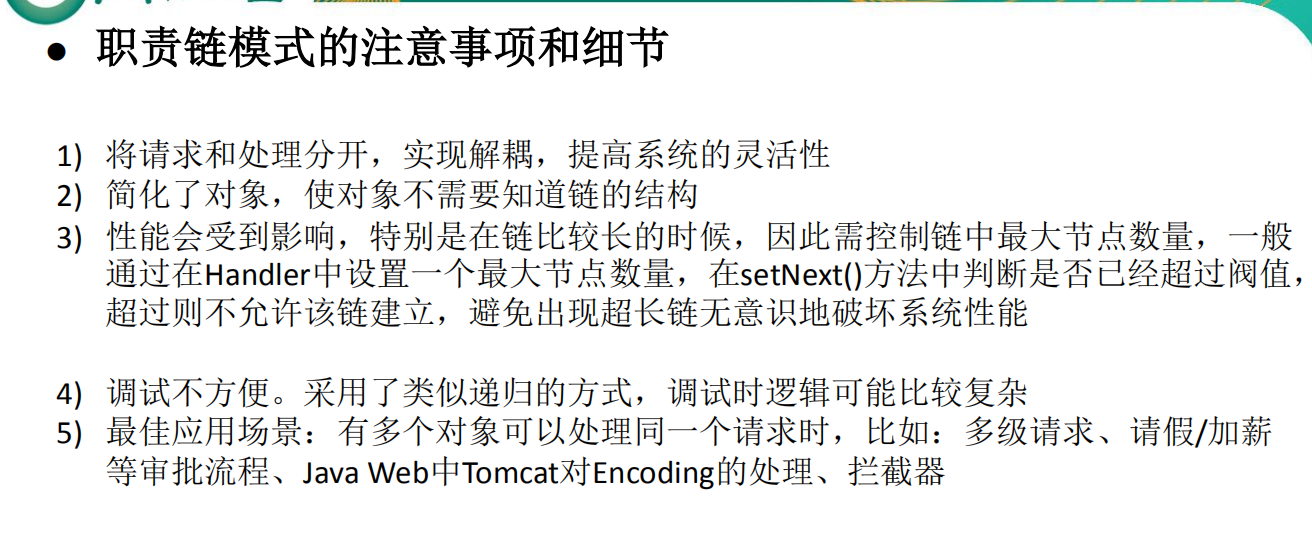 ● 职责链模式的注意事项和细节
1) 将请求和处理分开，实现解耦，提高系统的灵活性
2) 简化了对象，使对象不需要知道链的结构
3) 性能会受到影响，特别是在链比较长的时候，因此需控制链中最大节点数量，一般
通过在Handler中设置一个最大节点数量，在setNext()方法中判断是否已经超过阀值，
超过则不允许该链建立，避免出现超长链无意识地破坏系统性能
4) 调试不方便。采用了类似递归的方式，调试时逻辑可能比较复杂
5) 最佳应用场景：有多个对象可以处理同一个请求时，比如：多级请求、请假/加薪
等审批流程、Java Web中Tomcat对Encoding的处理、拦截器